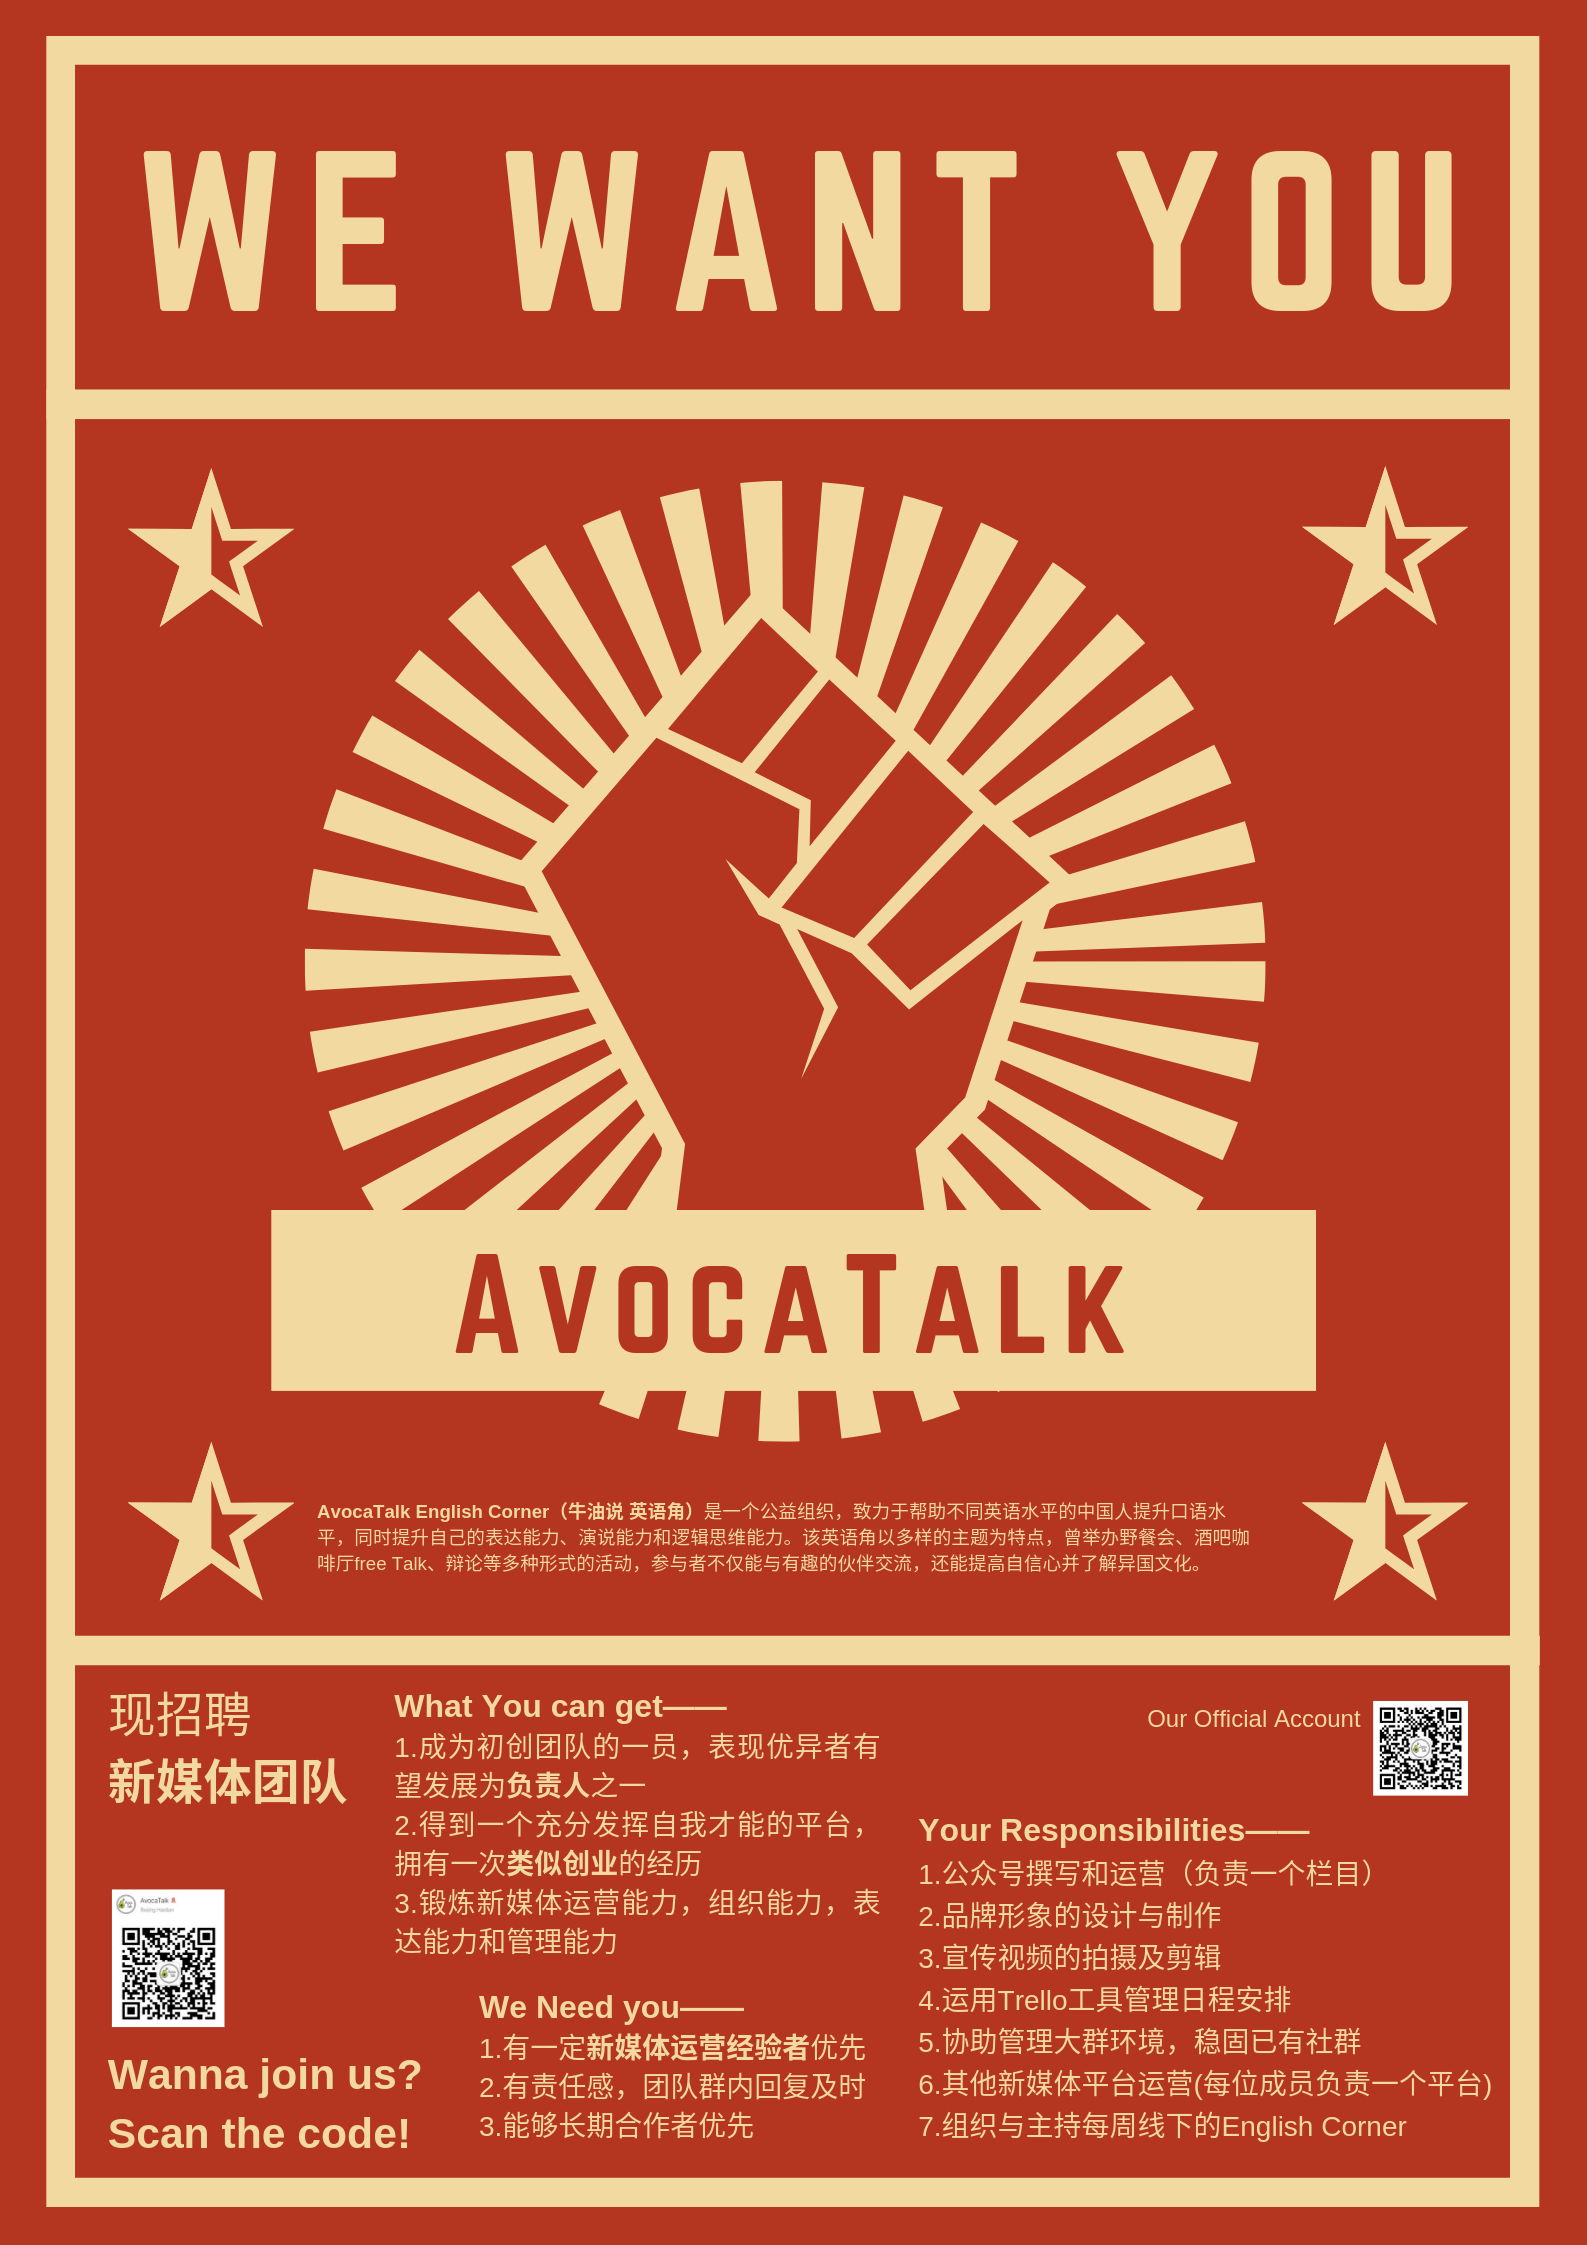 WE WANT YOU
AVOCATALK
AvocaTalk English Corner（牛油说 英语角）是一个公益组织，致力于帮助不同英语水平的中国人提升口语水
平，同时提升自己的表达能力、演说能力和逻辑思维能力。该英语角以多样的主题为特点，曾举办野餐会、酒吧咖
啡厅free Talk、辩论等多种形式的活动，参与者不仅能与有趣的伙伴交流，还能提高自信心并了解异国文化。
现招聘
新媒体团队
AvocaTalk
Beijing Haidian
Wanna join us?
Scan the code!
What You can get——
1.成为初创团队的一员，表现优异者有
望发展为负责人之一
2.得到一个充分发挥自我才能的平台，
拥有一次类似创业的经历
3.锻炼新媒体运营能力，组织能力，表
达能力和管理能力
We Need you——
1.有一定新媒体运营经验者优先
2.有责任感，团队群内回复及时
3.能够长期合作者优先
Our Official Account
Your Responsibilities——
1.公众号撰写和运营（负责一个栏目）
2.品牌形象的设计与制作
3.宣传视频的拍摄及剪辑
4.运用Trello工具管理日程安排
5.协助管理大群环境，稳固已有社群
6.其他新媒体平台运营(每位成员负责一个平台)
7.组织与主持每周线下的English Corner